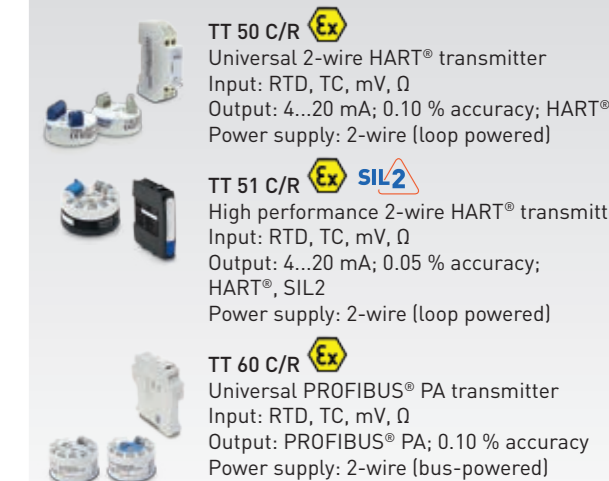 TT 50 C/R Ex
Universal 2-wire HART® transmitter
Input: RTD, TC, mV, Ω
Output: 4...20 mA; 0.10 % accuracy; HART®
Power supply: 2-wire (loop powered)
TT 51 C/R Ex SIL2
High performance 2-wire HART® transmitt
Input: RTD, TC, mV, Ω
Output: 4...20 mA; 0.05 % accuracy;
HART®, SIL2
Power supply: 2-wire (loop powered)
TT 60 C/R Ex
Universal PROFIBUS® PA transmitter
Input: RTD, TC, mV, Ω
Output: PROFIBUS® PA; 0.10 % accuracy
Power supply: 2-wire (bus-powered)